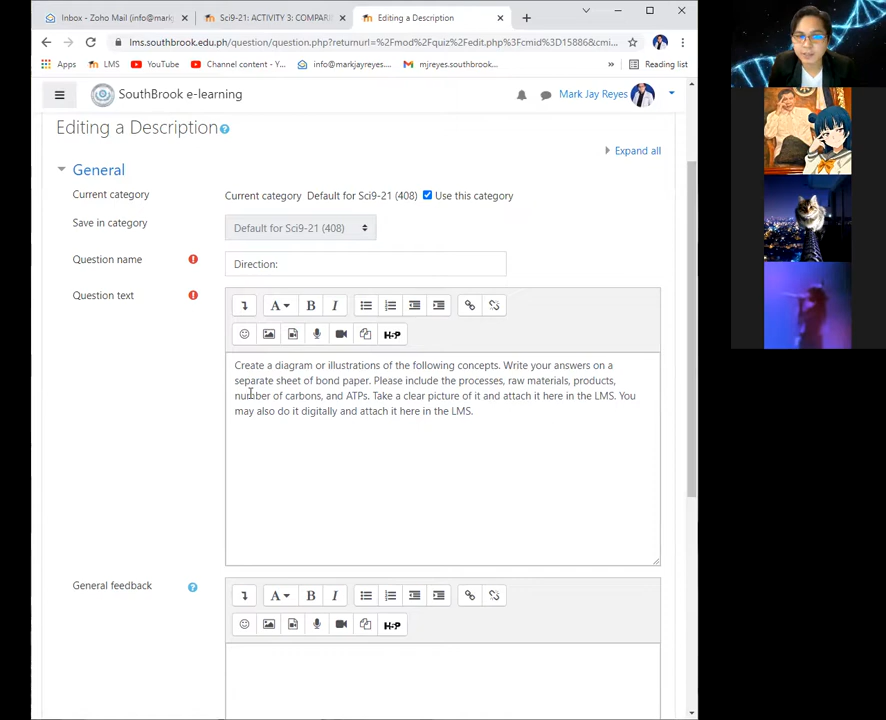 Inbox - Zoho Mail (info@mark
Sci9-21: ACTIVITY 3: COMPARI
Editing a Description
lms.southbrook.edu.ph/question/question.php?returnurl=%2Fmod%2Fquiz%2Fedit.php%3Fcmid%3D15886&cmi...
Apps
LMS
YouTube
Channel content - Y...
info@markjayreyes....
mjreyes.southbrook...
»
Reading list
SouthBrook e-learning
Mark Jay Reyes
Editing a Description
Expand all
General
Current category
Current category Default for Sci9-21 (408) Use this category
Save in category
Default for Sci9-21 (408)
Question name
Direction:
Question text
A B I
H-P
Create a diagram or illustrations of the following concepts. Write your answers on a
separate sheet of bond paper. Please include the processes, raw materials, products,
number of carbons, and ATPs. Take a clear picture of it and attach it here in the LMS. You
may also do it digitally and attach it here in the LMS.
General feedback
A B I
H-P